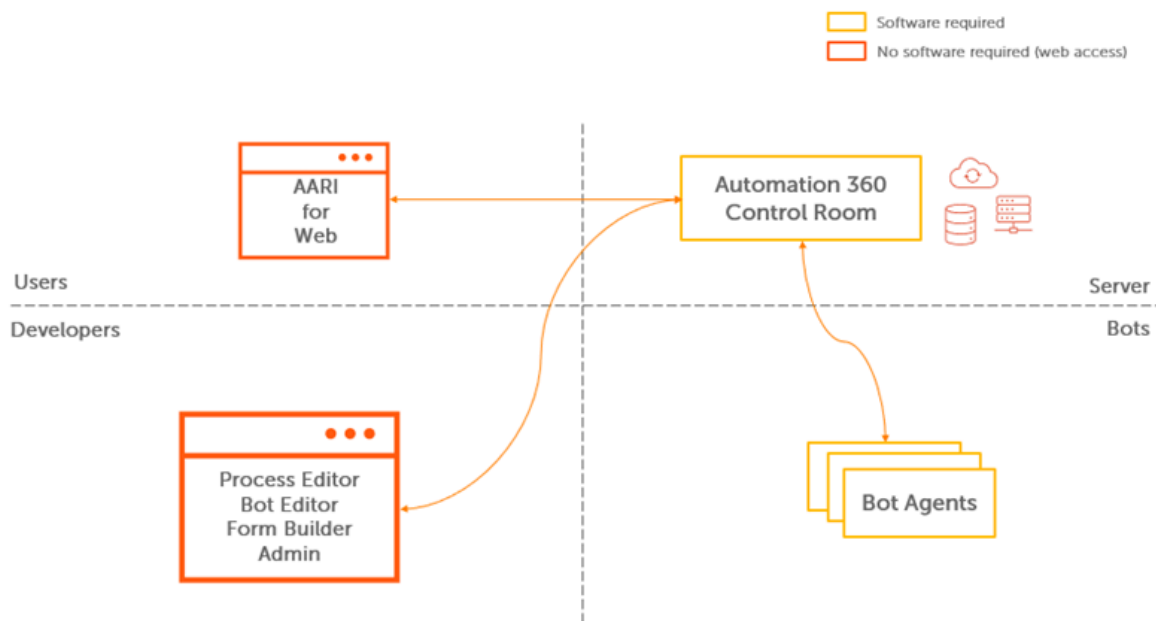 Software required
No software required (web access)
AARI
for
Web
Automation 360
Control Room
Users
Server
Developers
Bots
Process Editor
Bot Editor
Form Builder
Admin
Bot Agents